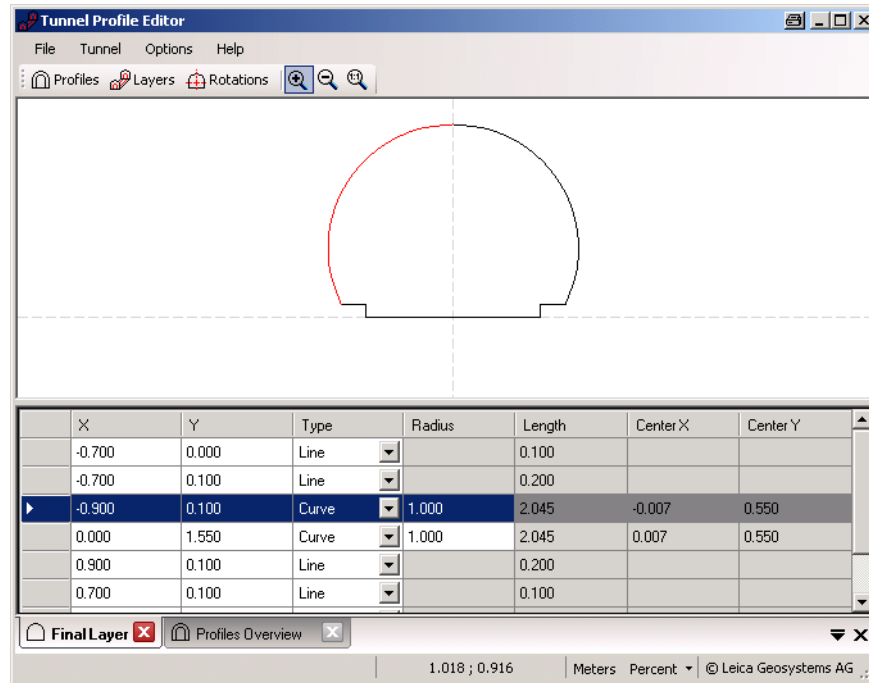 Tunnel Profile Editor
File Tunnel Options Help
Profiles Layers Rotations 1:1
X Y Type Radius Length Center X Center Y
-0.700 0.000 Line 0.100
-0.700 0.100 Line 0.200
-0.900 0.100 Curve 1.000 2.045 -0.007 0.550
0.000 1.550 Curve 1.000 2.045 0.007 0.550
0.900 0.100 Line 0.200
0.700 0.100 Line 0.100
Final Layer Profiles Overview
1.018 ; 0.916 Meters Percent © Leica Geosystems AG